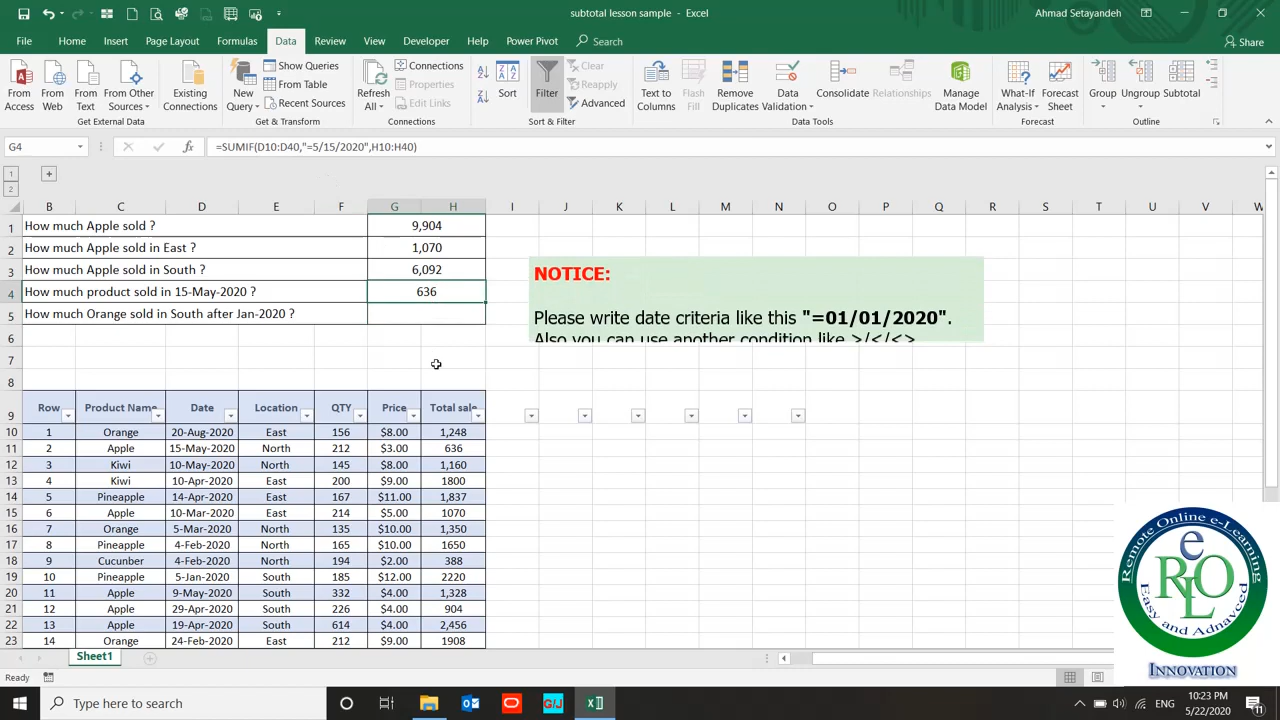 subtotal lesson sample - Excel
Ahmad Setayandeh
File Home Insert Page Layout Formulas Data Review View Developer Help Power Pivot Search Share
From Access
From Web
From Text
From Other Sources
Existing Connections
Get External Data
New Query
Show Queries
From Table
Recent Sources
Get & Transform
Refresh All
Connections
Properties
Edit Links
Connections
Sort
Filter
Clear
Reapply
Advanced
Sort & Filter
Text to Columns
Flash Fill
Remove Duplicates
Data Validation
Consolidate
Relationships
Manage Data Model
Data Tools
What-If Analysis
Forecast Sheet
Forecast
Group
Ungroup
Subtotal
Outline
G4 fx =SUMIF(D10:D40,"=5/15/2020",H10:H40)
1
2
B C D E F G H I J K L M N O P Q R S T U V W
1 How much Apple sold ? 9,904
2 How much Apple sold in East ? 1,070
3 How much Apple sold in South ? 6,092
4 How much product sold in 15-May-2020 ? 636
5 How much Orange sold in South after Jan-2020 ?
6
7
8
NOTICE:
Please write date criteria like this "=01/01/2020".
Also you can use another condition like >/</<>
9 Row Product Name Date Location QTY Price Total sale
10 1 Orange 20-Aug-2020 East 156 $8.00 1,248
11 2 Apple 15-May-2020 North 212 $3.00 636
12 3 Kiwi 10-May-2020 North 145 $8.00 1,160
13 4 Kiwi 10-Apr-2020 East 200 $9.00 1800
14 5 Pineapple 14-Apr-2020 East 167 $11.00 1,837
15 6 Apple 10-Mar-2020 East 214 $5.00 1070
16 7 Orange 5-Mar-2020 North 135 $10.00 1,350
17 8 Pineapple 4-Feb-2020 North 165 $10.00 1650
18 9 Cucunber 4-Feb-2020 North 194 $2.00 388
19 10 Pineapple 5-Jan-2020 South 185 $12.00 2220
20 11 Apple 9-May-2020 South 332 $4.00 1,328
21 12 Apple 29-Apr-2020 South 226 $4.00 904
22 13 Apple 19-Apr-2020 South 614 $4.00 2,456
23 14 Orange 24-Feb-2020 East 212 $9.00 1908
Remote Online e-Learning
e
RLO
Easy and Adnvaced
INNOVATION
Sheet1
Ready
Type here to search
G/J
ENG
10:23 PM
5/22/2020
11